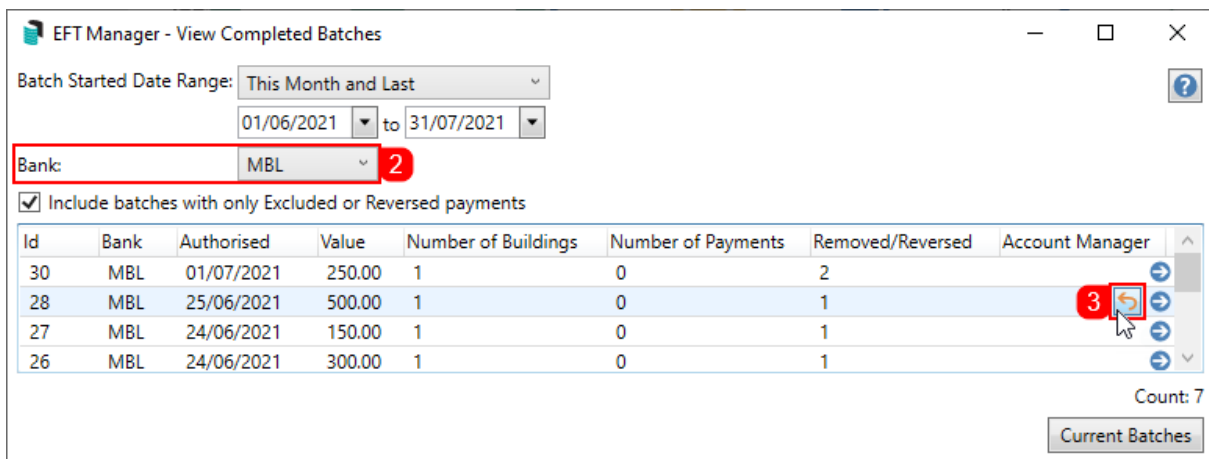 EFT Manager - View Completed Batches
Batch Started Date Range: This Month and Last
?
01/06/2021 to 31/07/2021
Bank: MBL 2
Include batches with only Excluded or Reversed payments
Id Bank Authorised Value Number of Buildings Number of Payments Removed/Reversed Account Manager
30 MBL 01/07/2021 250.00 1 0 2
28 MBL 25/06/2021 500.00 1 0 1 3
27 MBL 24/06/2021 150.00 1 0 1
26 MBL 24/06/2021 300.00 1 0 1
Count: 7
Current Batches